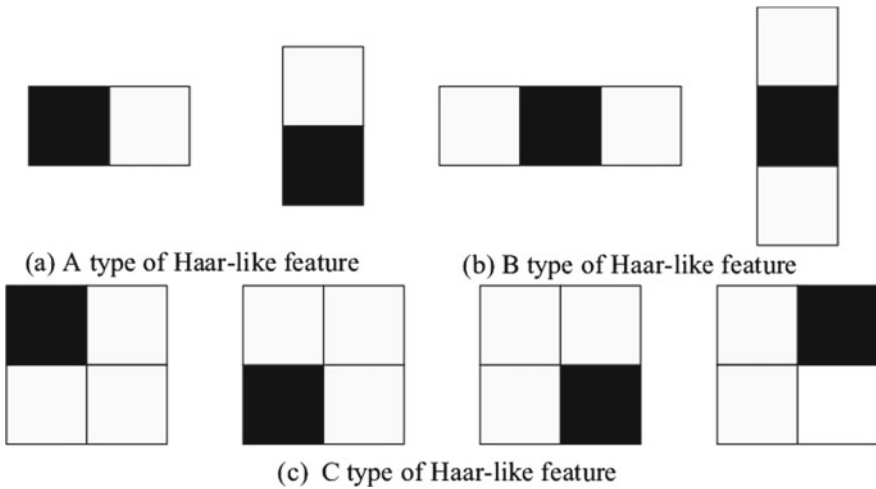 (a) A type of Haar-like feature
(b) B type of Haar-like feature
(c) C type of Haar-like feature